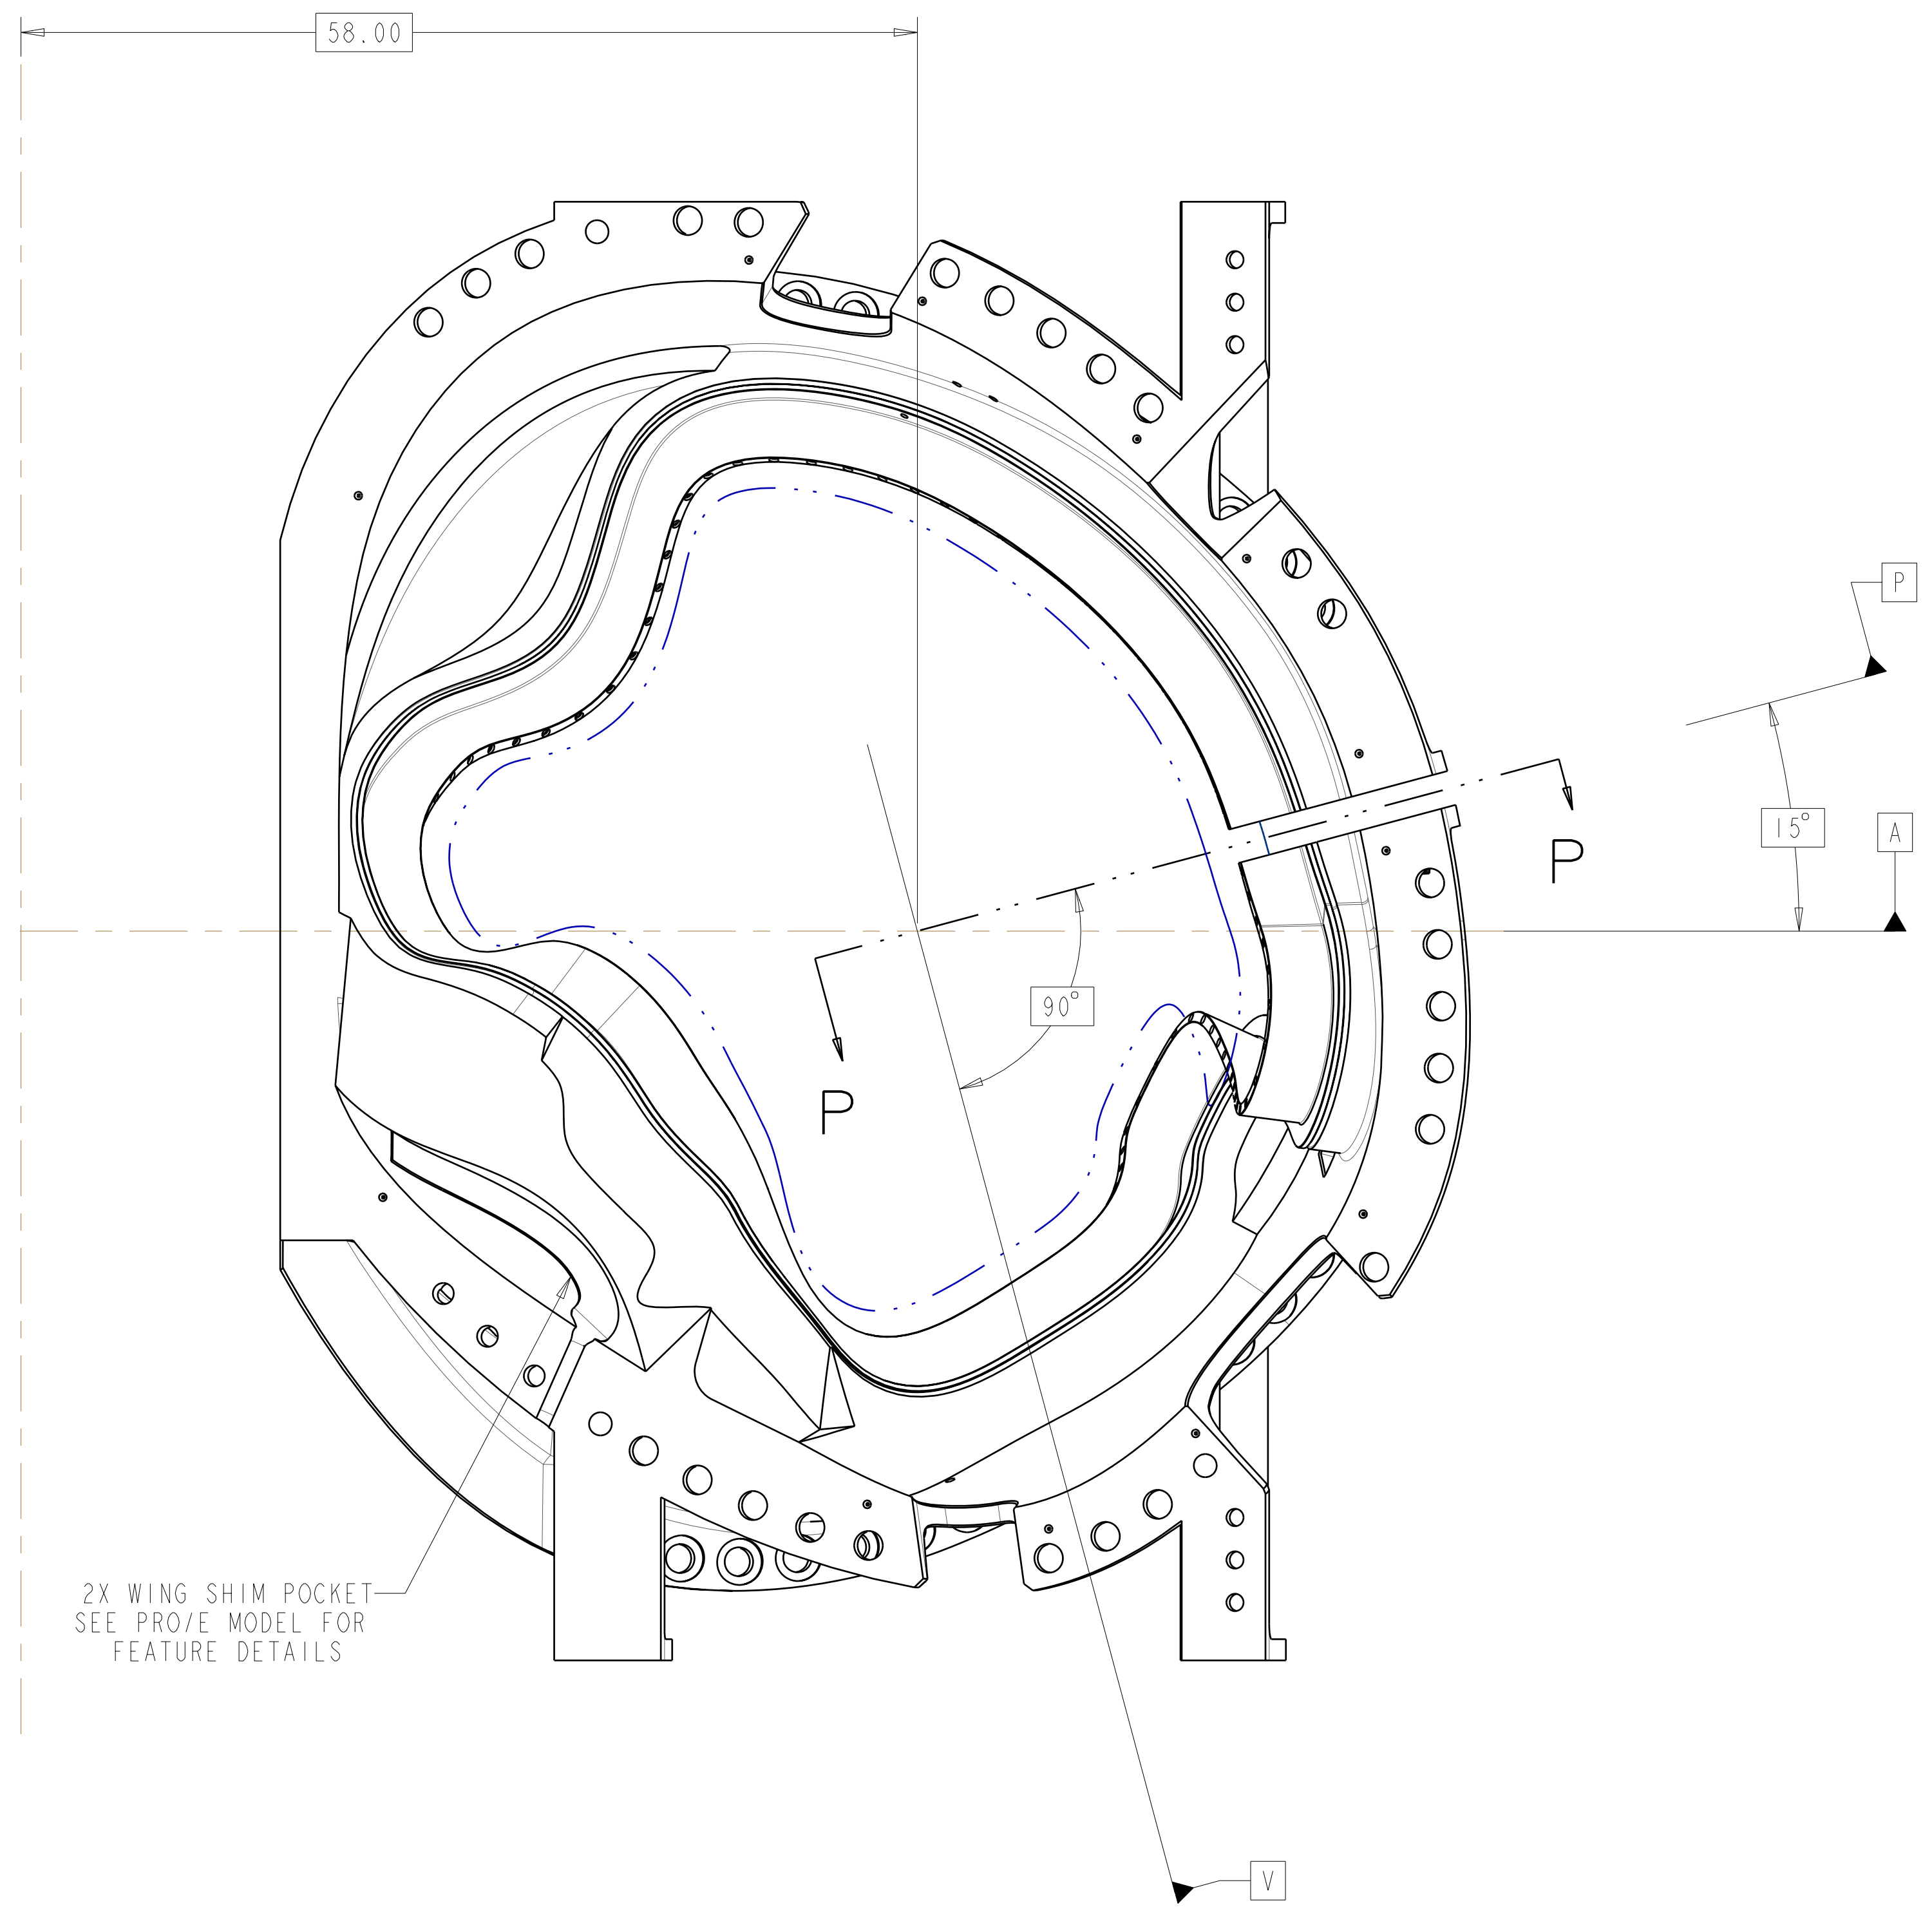 58.00
P
15°
A
P
90°
P
2X WING SHIM POCKET
SEE PRO/E MODEL FOR
FEATURE DETAILS
V